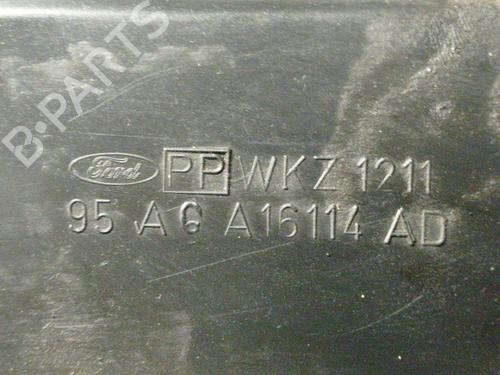 B-PARTS
Ford PP WKZ 1211
95 AG A16114 AD